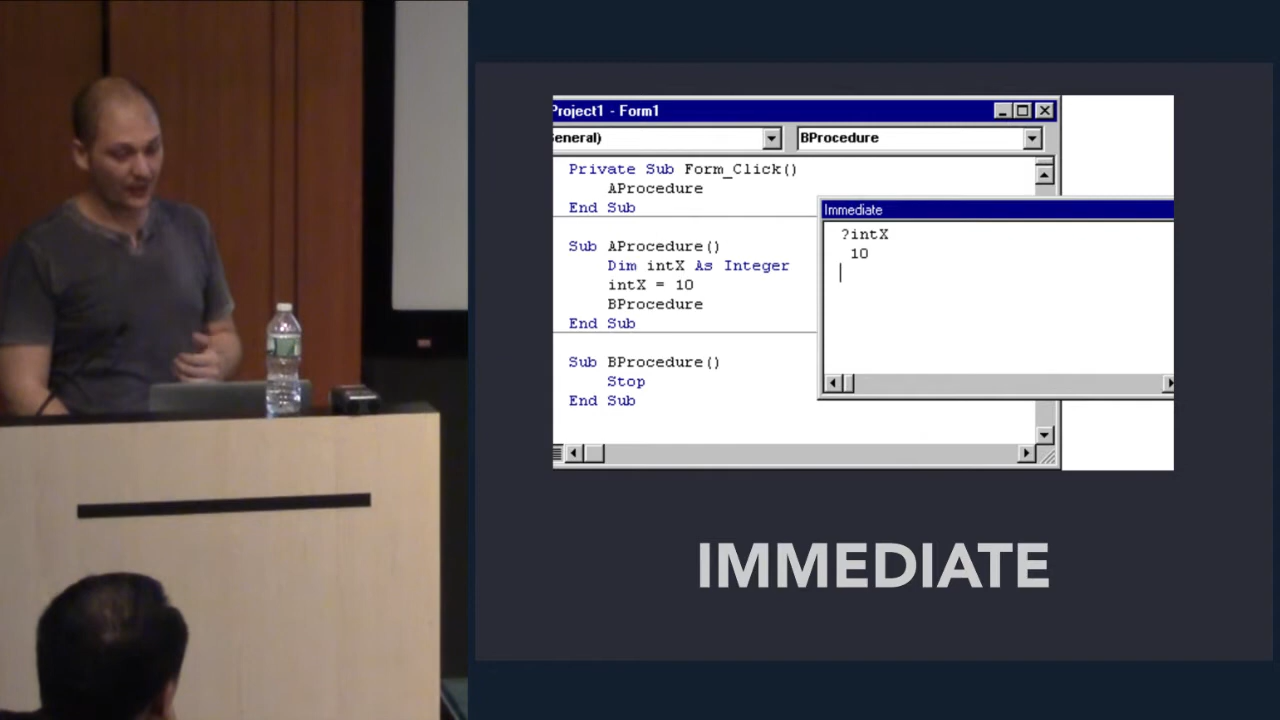 Project1 - Form1
General)
BProcedure
Private Sub Form_Click()
AProcedure
End Sub
Sub AProcedure()
Dim intX As Integer
intX = 10
BProcedure
End Sub
Sub BProcedure()
Stop
End Sub
Immediate
?intX
10
IMMEDIATE